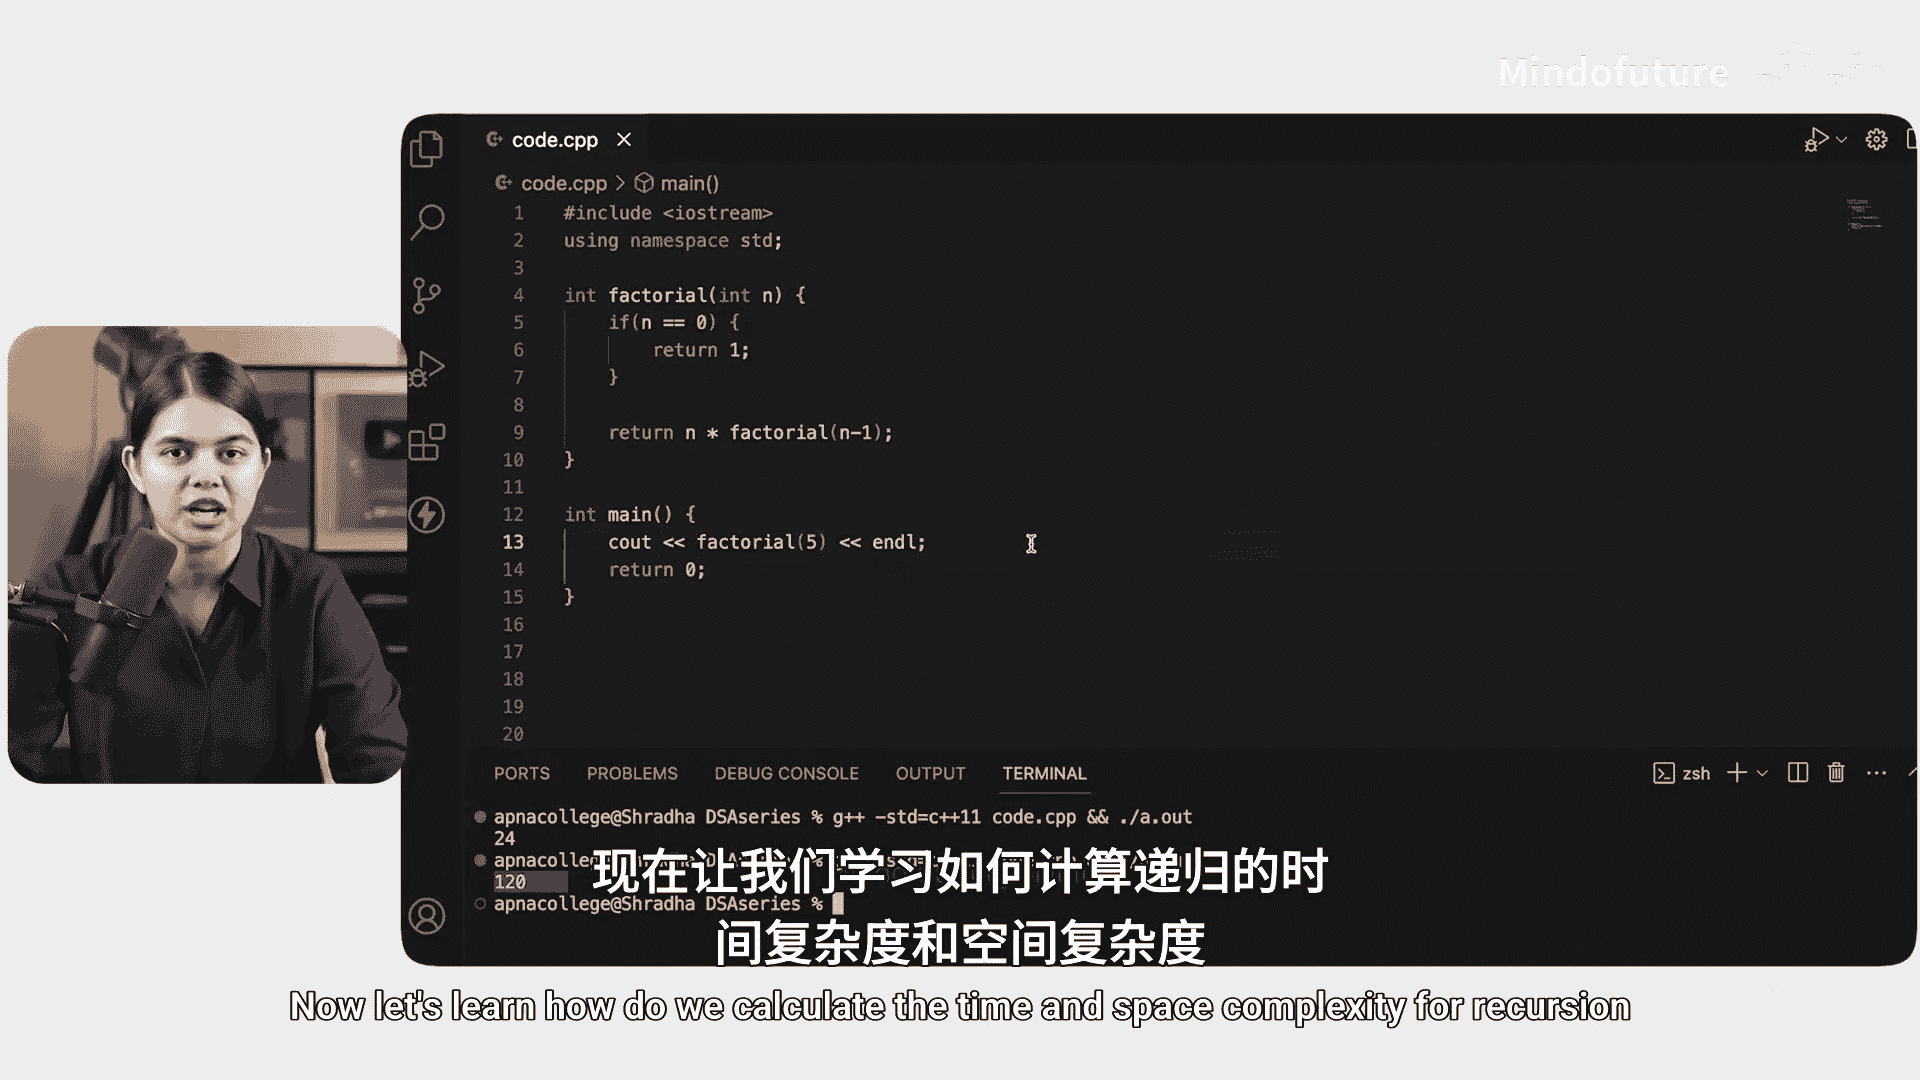 Mindofuture
code.cpp
code.cpp > main()
1 #include <iostream>
2 using namespace std;
3
4 int factorial(int n) {
5 if(n == 0) {
6 return 1;
7 }
8
9 return n * factorial(n-1);
10 }
11
12 int main() {
13 cout << factorial(5) << endl;
14 return 0;
15 }
16
17
18
19
20
PORTS PROBLEMS DEBUG CONSOLE OUTPUT TERMINAL zsh
apnacollege@Shradha DSAseries % g++ -std=c++11 code.cpp && ./a.out
24
120
apnacollege@Shradha DSAseries %
现在让我们学习如何计算递归的时
间复杂度和空间复杂度
Now let's learn how do we calculate the time and space complexity for recursion